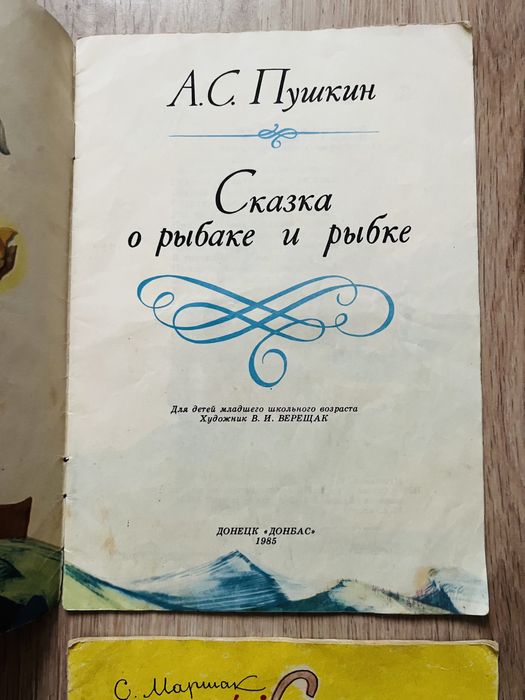 А.С. Пушкин
Сказка
о рыбаке и рыбке
Для детей младшего школьного возраста
Художник В. И. ВЕРЕЩАК
ДОНЕЦК «ДОНБАС»
1985
С. Маршак